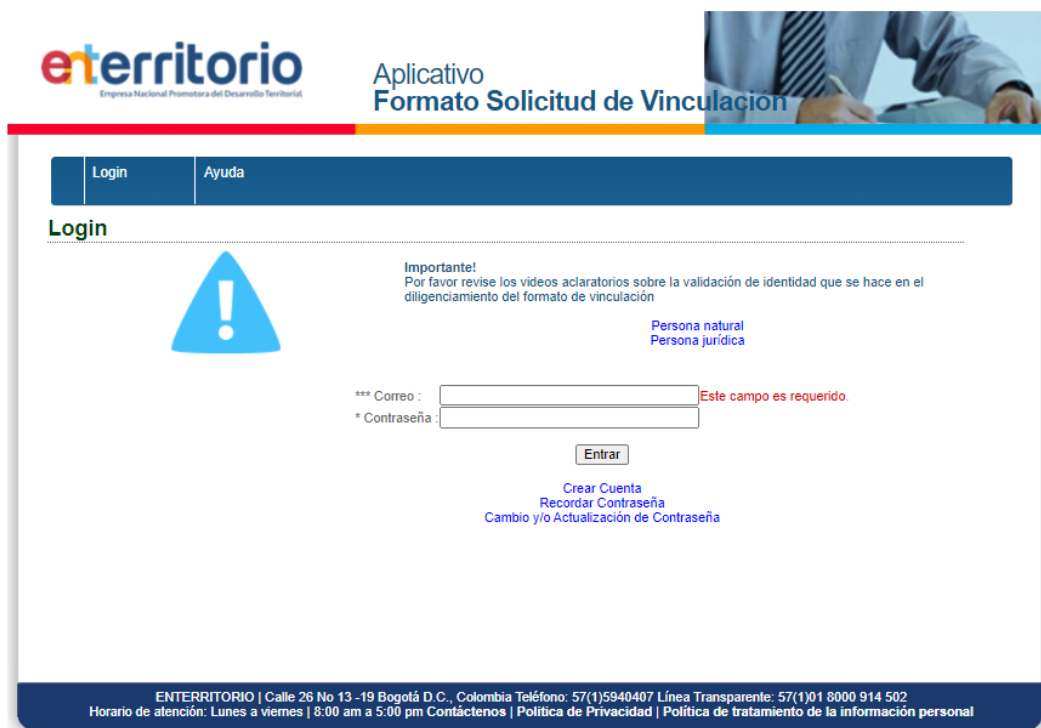 enterritorio
Empresa Nacional Promotora del Desarrollo Territorial
Aplicativo
Formato Solicitud de Vinculación
Login
Ayuda
Login
Importante!
Por favor revise los videos aclaratorios sobre la validación de identidad que se hace en el
diligenciamiento del formato de vinculación
Persona natural
Persona jurídica
*** Correo :
Este campo es requerido.
* Contraseña :
Entrar
Crear Cuenta
Recordar Contraseña
Cambio y/o Actualización de Contraseña
ENTERRITORIO | Calle 26 No 13 -19 Bogotá D.C., Colombia Teléfono: 57(1)5940407 Línea Transparente: 57(1)01 8000 914 502
Horario de atención: Lunes a viernes | 8:00 am a 5:00 pm Contáctenos | Politica de Privacidad | Política de tratamiento de la información personal